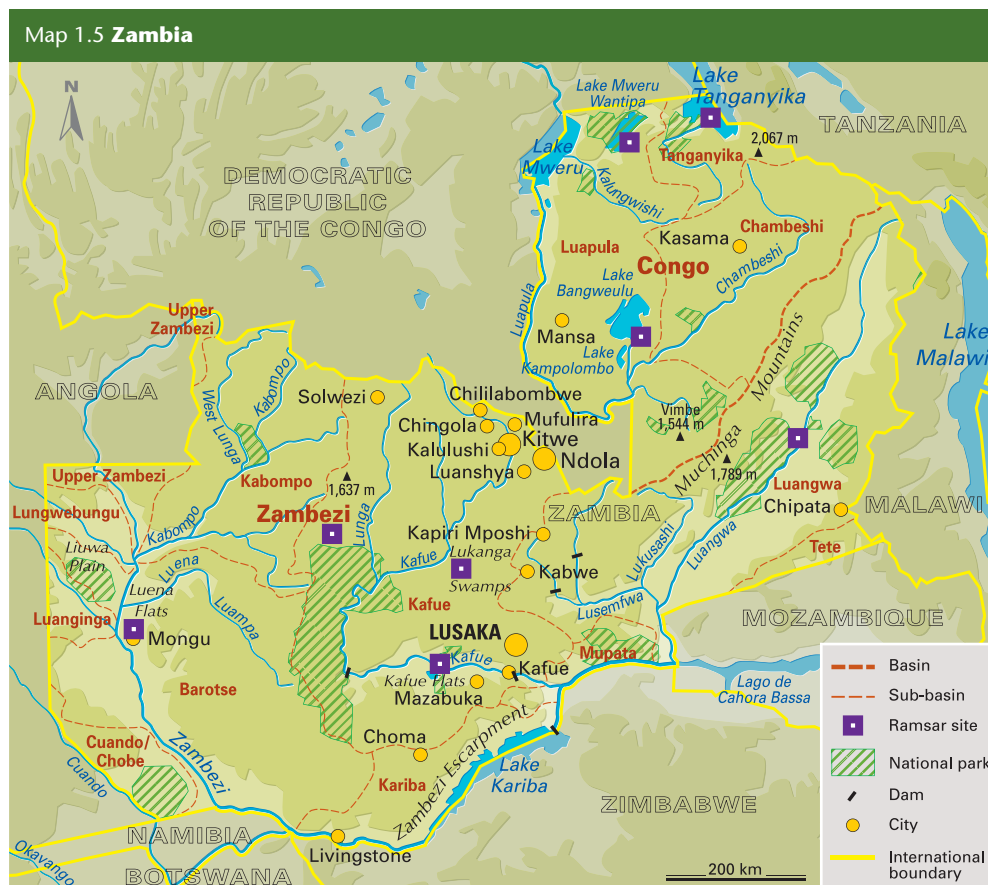 Map 1.5 Zambia
N
Lake Mweru
Wantipa
Lake
Tanganyika
TANZANIA
2,067 m
Tanganyika
Lake
Mweru
DEMOCRATIC
REPUBLIC
OF THE CONGO
Kalungwishi
Luapula
Kasama
Chambeshi
Congo
Chambeshi
Lake
Bangweulu
Luapula
Mansa
Lake
Kampolombo
Lake
Malawi
Upper
Zambezi
ANGOLA
West Lunga
Kabompo
Solwezi
Chililabombwe
Chingola
Mufulira
Kitwe
Kalulushi
Ndola
Luanshya
Vimbe
1,544 m
Muchinga Mountains
1,789 m
Luangwa
Chipata
MALAWI
Upper Zambezi
Kabompo
1,637 m
Lungwebungu
Zambezi
Lunga
ZAMBIA
Kabompo
Kapiri Mposhi
Lukusashi
Luangwa
Tete
Liuwa
Plain
Luena
Kafue
Lukanga
Swamps
Kabwe
Luena
Flats
Luampa
Kafue
Lusemfwa
MOZAMBIQUE
Luanginga
Mongu
LUSAKA
Mupata
Kafue
Kafue
Kafue Flats
Mazabuka
Lago de
Cahora Bassa
Barotse
Choma
Zambezi Escarpment
Cuando/
Chobe
Zambezi
Kariba
Lake
Kariba
Cuando
ZIMBABWE
NAMIBIA
Livingstone
Okavango
BOTSWANA
200 km
Basin
Sub-basin
Ramsar site
National park
Dam
City
International
boundary